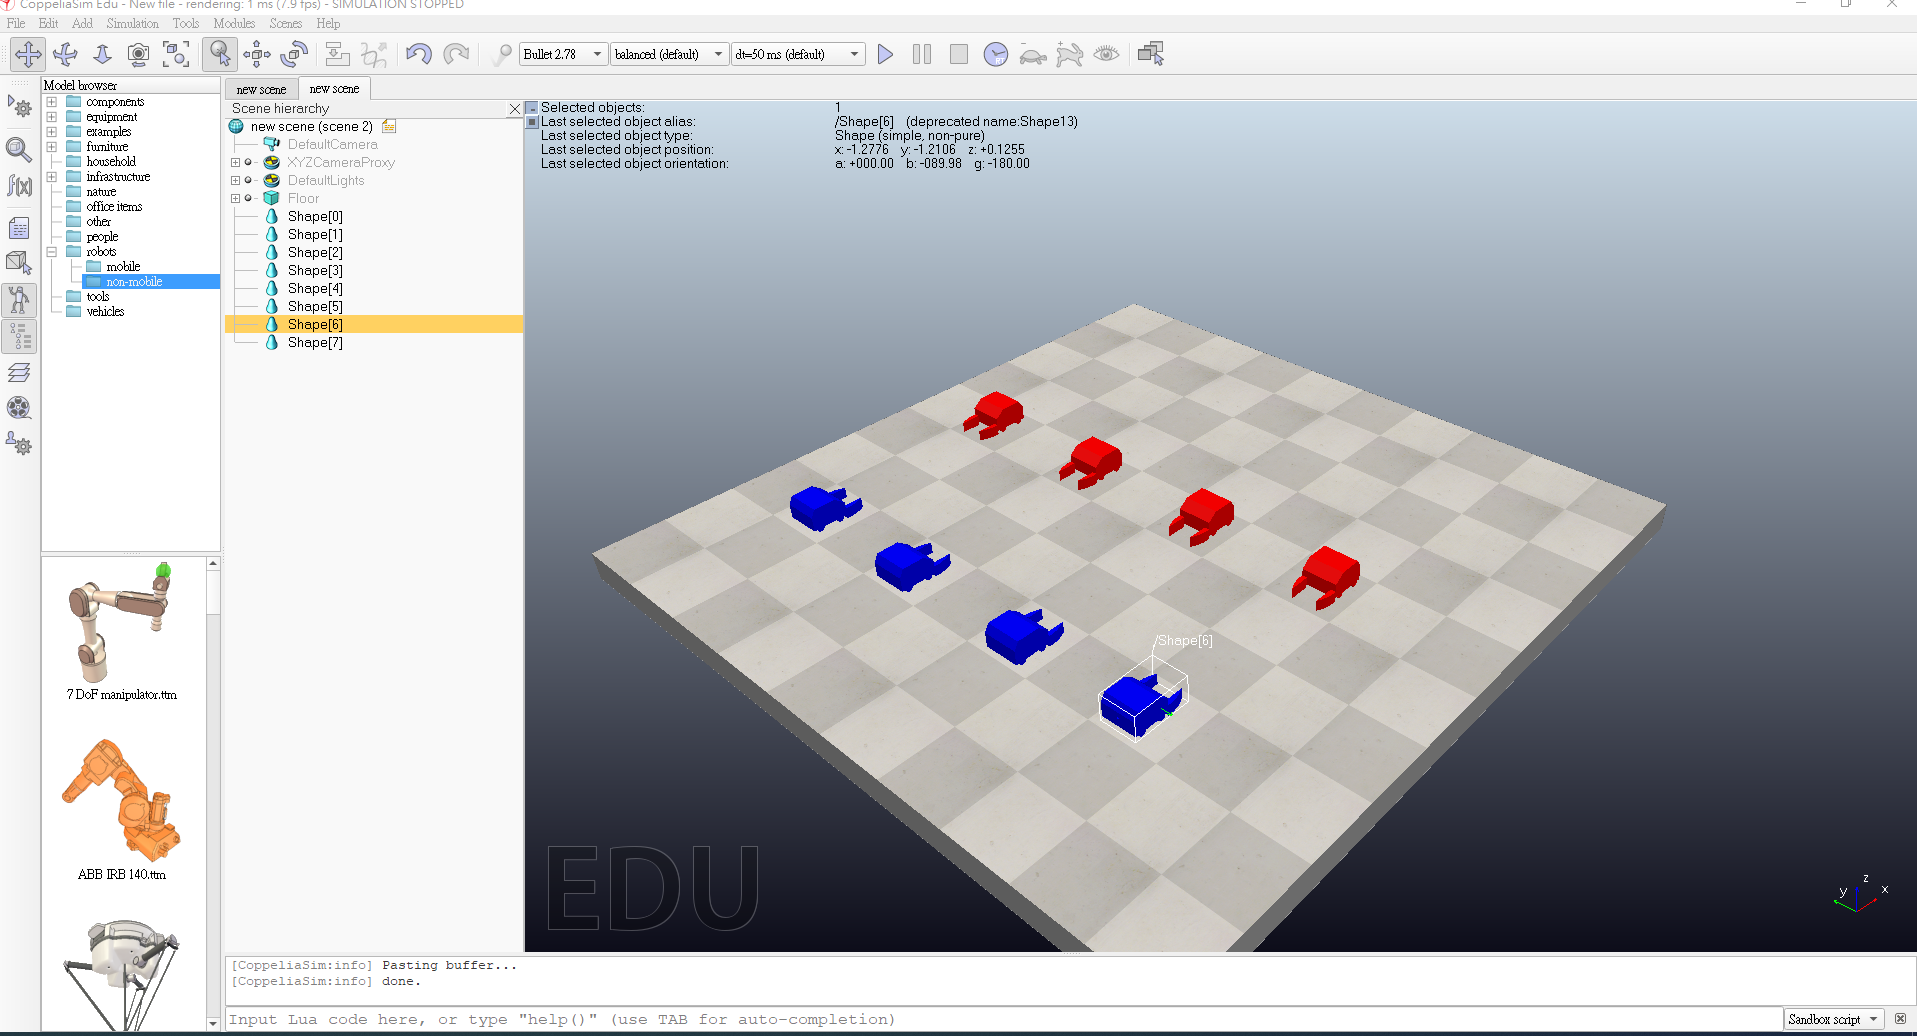 CoppeliaSim Edu - New file - rendering: 1 ms (7.9 fps) - SIMULATION STOPPED
File Edit Add Simulation Tools Modules Scenes Help
Bullet 2.78 balanced (default) dt=50 ms (default)
RT
Model browser
components
equipment
examples
furniture
household
infrastructure
nature
office items
other
people
robots
mobile
non-mobile
tools
vehicles
7 DoF manipulator.ttm
ABB IRB 140.ttm
new scene new scene
Scene hierarchy
new scene (scene 2)
DefaultCamera
XYZCameraProxy
DefaultLights
Floor
Shape[0]
Shape[1]
Shape[2]
Shape[3]
Shape[4]
Shape[5]
Shape[6]
Shape[7]
Selected objects: 1
Last selected object alias: /Shape[6] (deprecated name:Shape13)
Last selected object type: Shape (simple, non-pure)
Last selected object position: x: -1.2776 y: -1.2106 z: +0.1255
Last selected object orientation: a: +000.00 b: -089.98 g: -180.00
/Shape[6]
EDU
z
y x
[CoppeliaSim:info] Pasting buffer...
[CoppeliaSim:info] done.
Input Lua code here, or type "help()" (use TAB for auto-completion)
Sandbox script